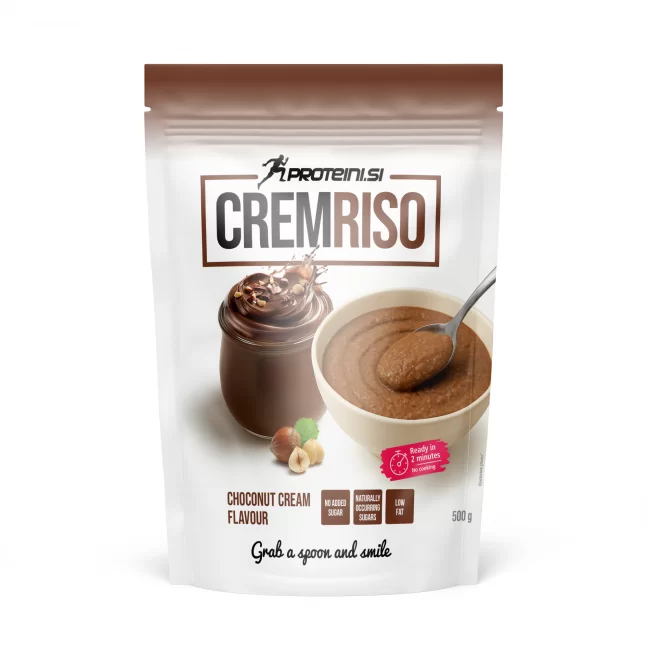 PROTEINI.SI
CREMRISO
Ready in
2 minutes
No cooking
CHOCONUT CREAM
FLAVOUR
NO ADDED
SUGAR
NATURALLY
OCCURRING
SUGARS
LOW
FAT
500 g
Grab a spoon and smile